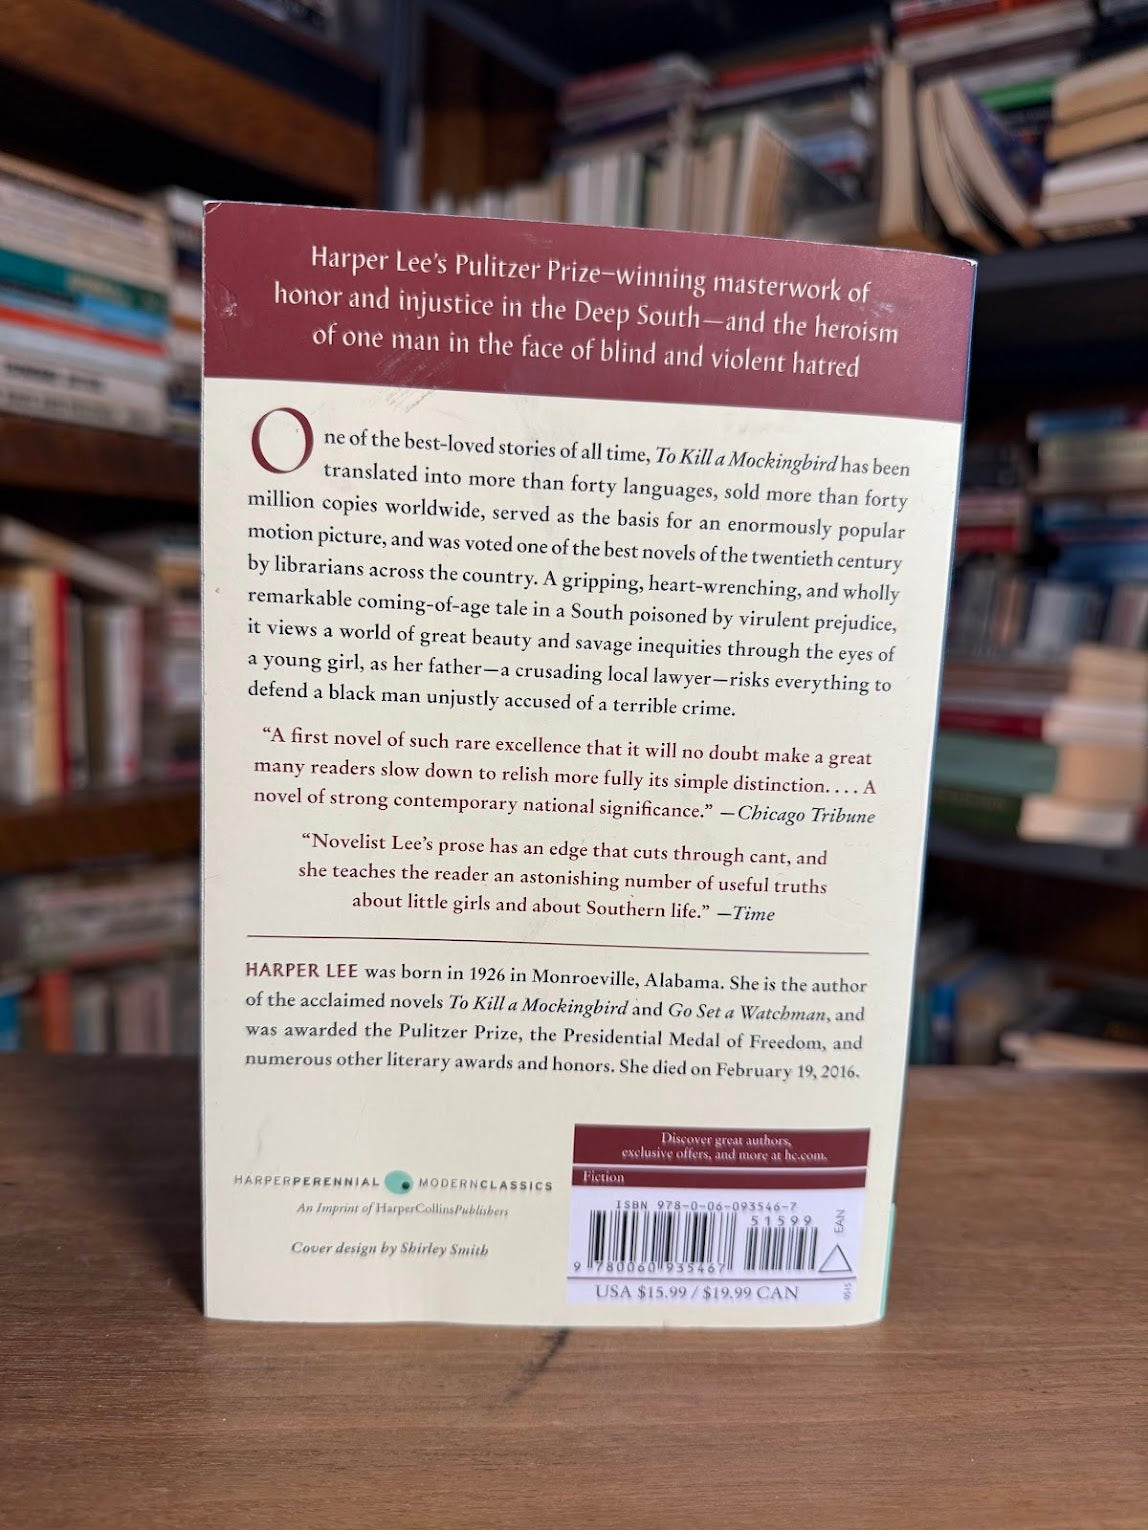 Harper Lee's Pulitzer Prize–winning masterwork of
honor and injustice in the Deep South—and the heroism
of one man in the face of blind and violent hatred
One of the best-loved stories of all time, To Kill a Mockingbird has been
translated into more than forty languages, sold more than forty
million copies worldwide, served as the basis for an enormously popular
motion picture, and was voted one of the best novels of the twentieth century
by librarians across the country. A gripping, heart-wrenching, and wholly
remarkable coming-of-age tale in a South poisoned by virulent prejudice,
it views a world of great beauty and savage inequities through the eyes of
a young girl, as her father—a crusading local lawyer—risks everything to
defend a black man unjustly accused of a terrible crime.
“A first novel of such rare excellence that it will no doubt make a great
many readers slow down to relish more fully its simple distinction. . . . A
novel of strong contemporary national significance.” —Chicago Tribune
“Novelist Lee's prose has an edge that cuts through cant, and
she teaches the reader an astonishing number of useful truths
about little girls and about Southern life.” —Time
HARPER LEE was born in 1926 in Monroeville, Alabama. She is the author
of the acclaimed novels To Kill a Mockingbird and Go Set a Watchman, and
was awarded the Pulitzer Prize, the Presidential Medal of Freedom, and
numerous other literary awards and honors. She died on February 19, 2016.
HARPERPERENNIAL MODERNCLASSICS
An Imprint of HarperCollinsPublishers
Cover design by Shirley Smith
Discover great authors,
exclusive offers, and more at hc.com.
Fiction
ISBN 978-0-06-093546-7
51599
EAN
9 780060 935467
USA $15.99 / $19.99 CAN
0515